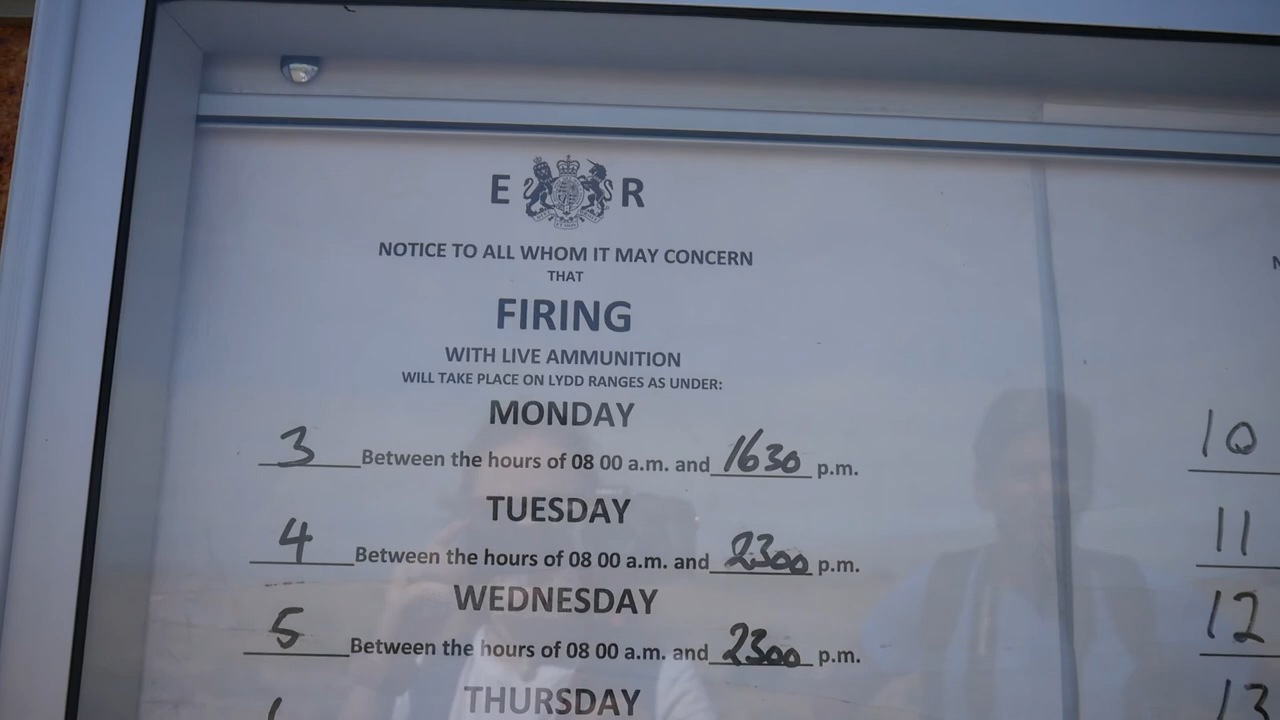 E R
NOTICE TO ALL WHOM IT MAY CONCERN
THAT
FIRING
WITH LIVE AMMUNITION
WILL TAKE PLACE ON LYDD RANGES AS UNDER:
MONDAY
3 Between the hours of 08 00 a.m. and 1630 p.m.
TUESDAY
4 Between the hours of 08 00 a.m. and 2300 p.m.
WEDNESDAY
5 Between the hours of 08 00 a.m. and 2300 p.m.
THURSDAY
10
11
12
13